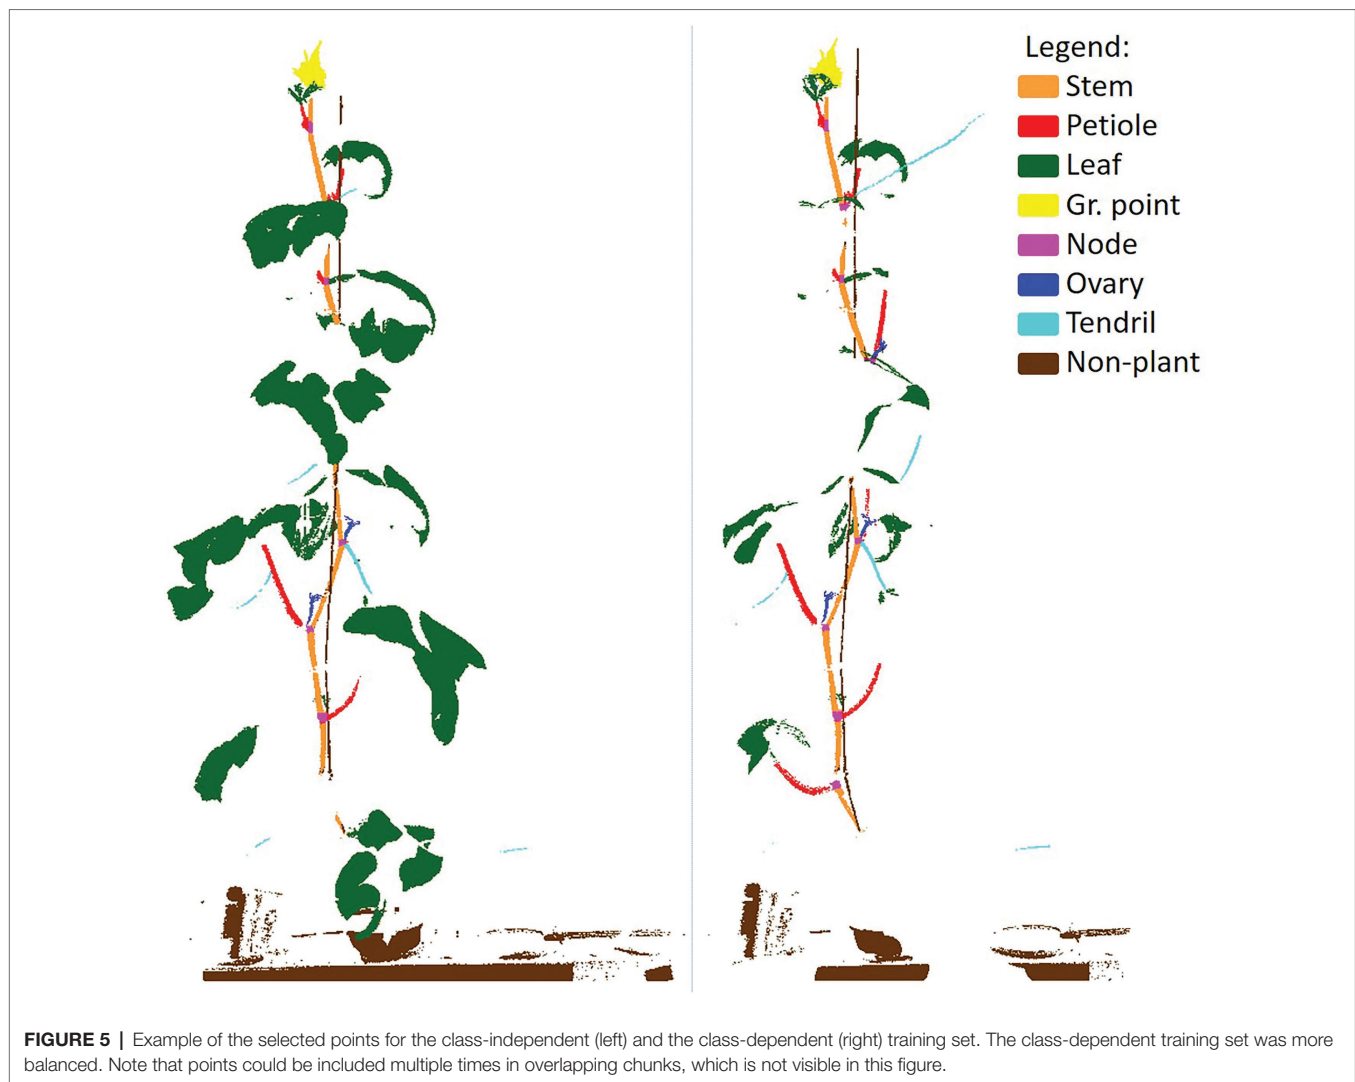 Legend:
Stem
Petiole
Leaf
Gr. point
Node
Ovary
Tendril
Non-plant
FIGURE 5 | Example of the selected points for the class-independent (left) and the class-dependent (right) training set. The class-dependent training set was more
balanced. Note that points could be included multiple times in overlapping chunks, which is not visible in this figure.